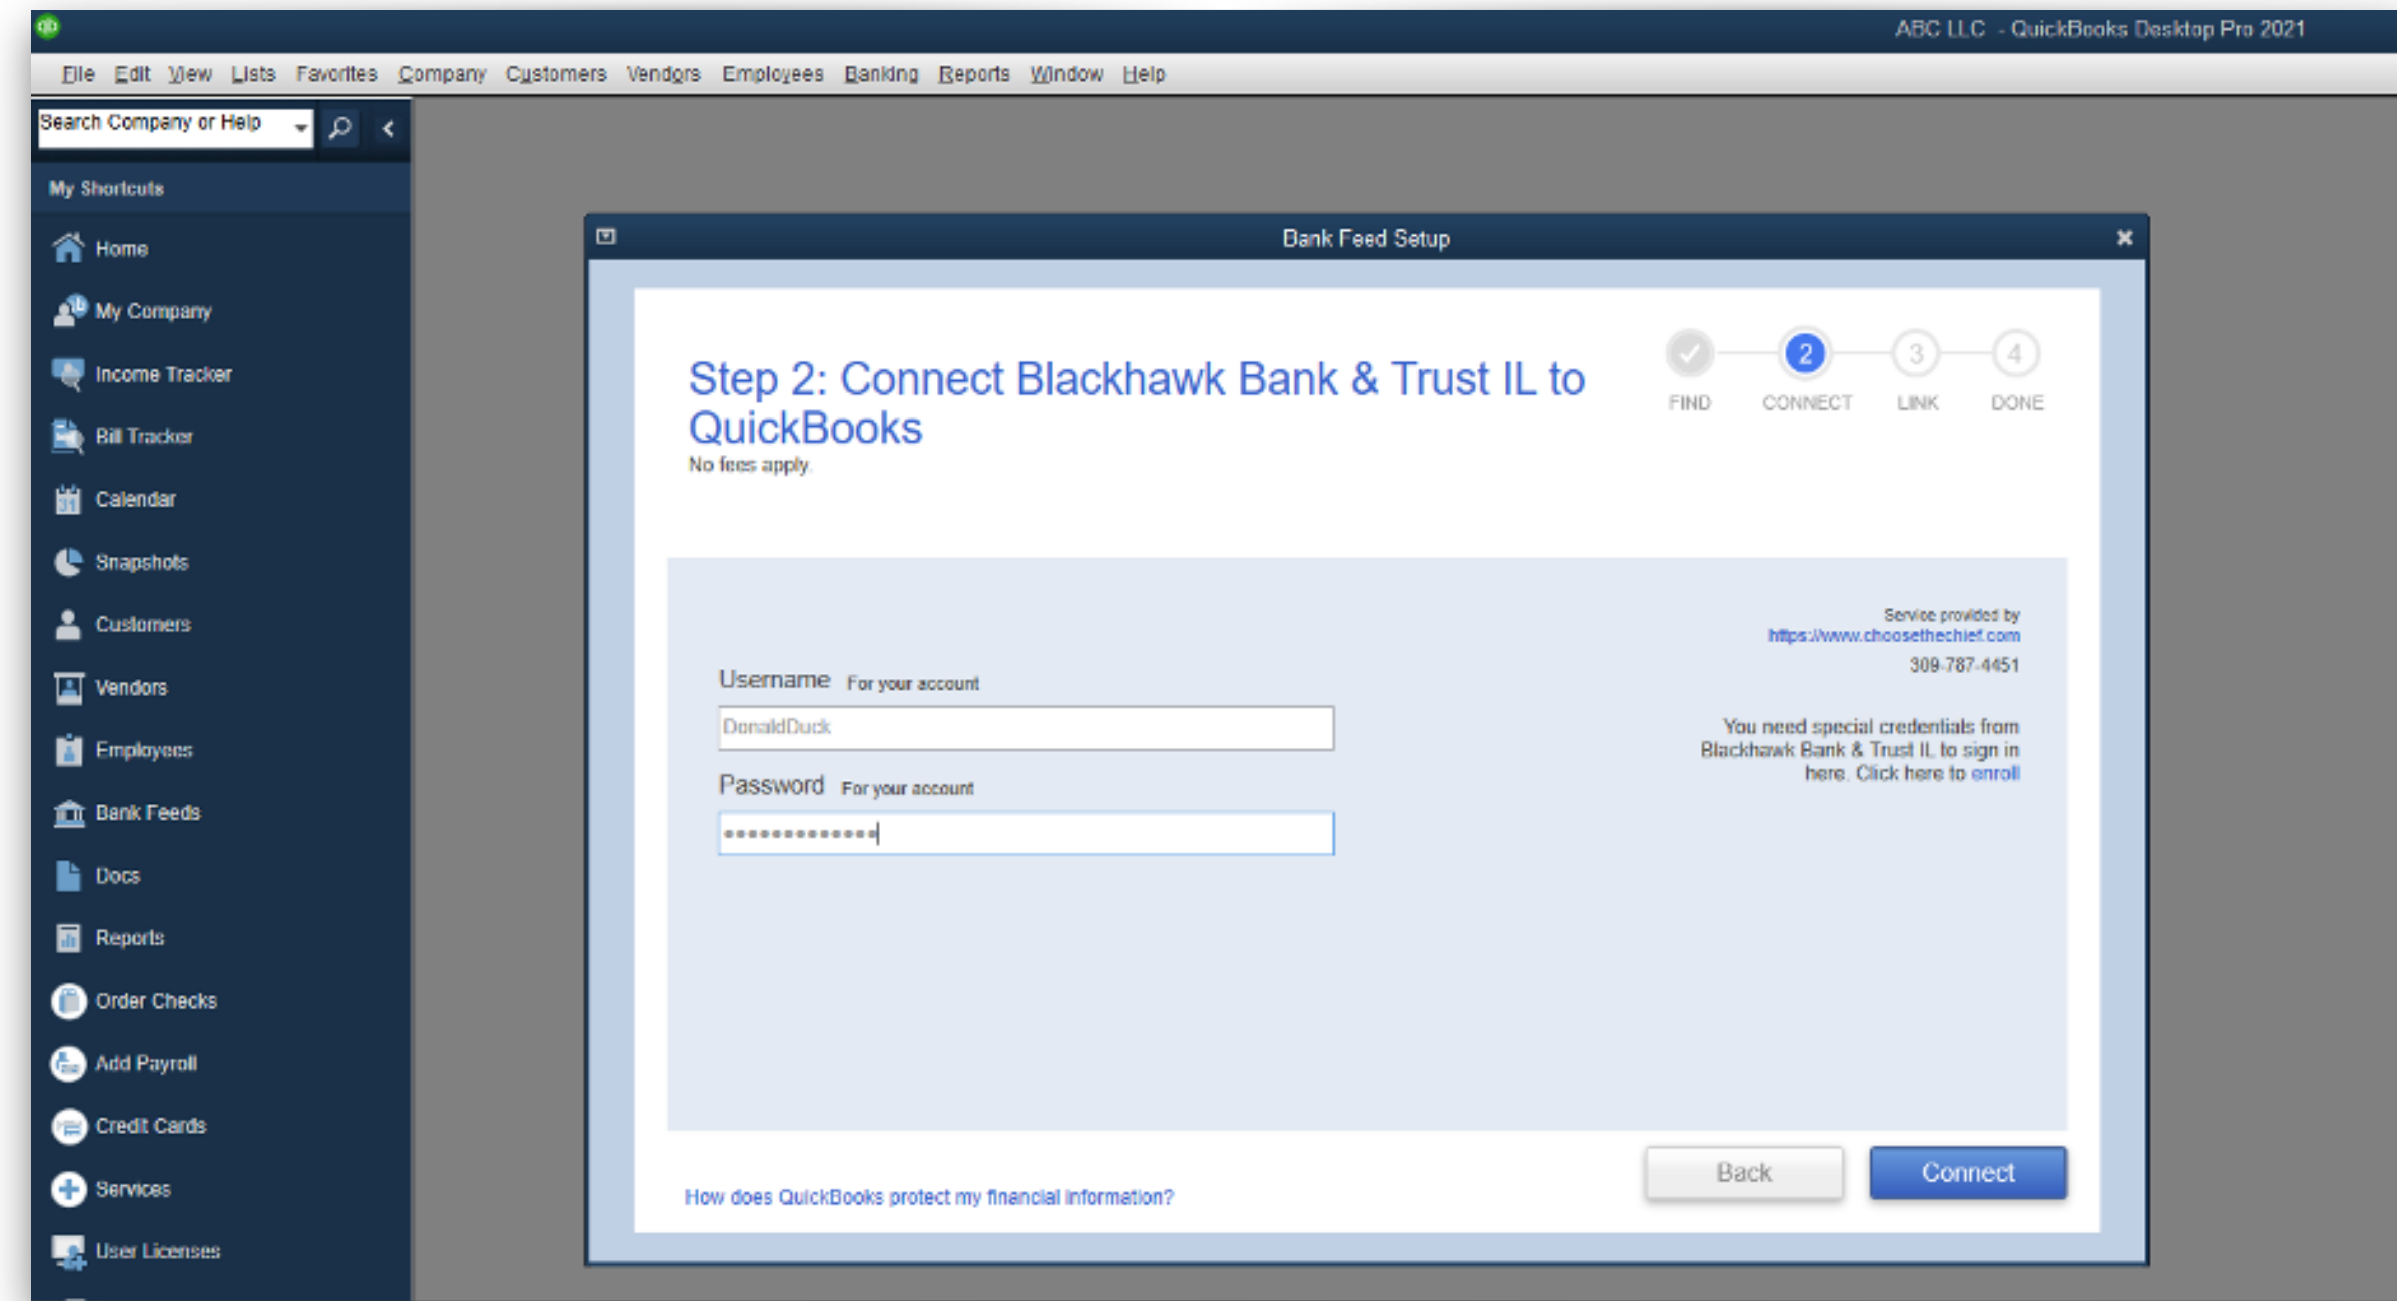 qb
ABC LLC - QuickBooks Desktop Pro 2021
File Edit View Lists Favorites Company Customers Vendors Employees Banking Reports Window Help
Search Company or Help
My Shortcuts
Home
My Company
Income Tracker
Bill Tracker
31
Calendar
Snapshots
Customers
Vendors
Employees
Bank Feeds
Docs
Reports
Order Checks
Add Payroll
Credit Cards
Services
User Licenses
Bank Feed Setup
Step 2: Connect Blackhawk Bank & Trust IL to
QuickBooks
No fees apply.
2 3 4
FIND CONNECT LINK DONE
Service provided by
https://www.choosethechief.com
309-787-4451
You need special credentials from
Blackhawk Bank & Trust IL to sign in
here. Click here to enroll
Username For your account
DonaldDuck
Password For your account
•••••••••••••
How does QuickBooks protect my financial information?
Back Connect